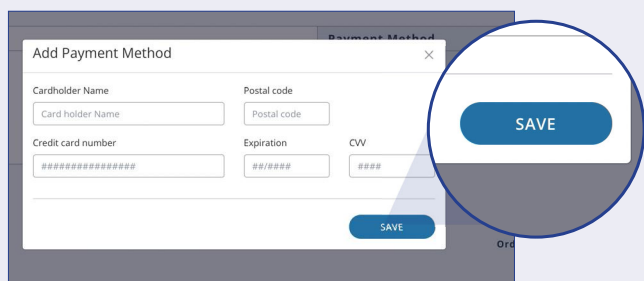 Payment Method
Add Payment Method
Cardholder Name
Postal code
Card holder Name
Postal code
Credit card number
Expiration
CVV
################
##/####
####
SAVE
SAVE
Ord